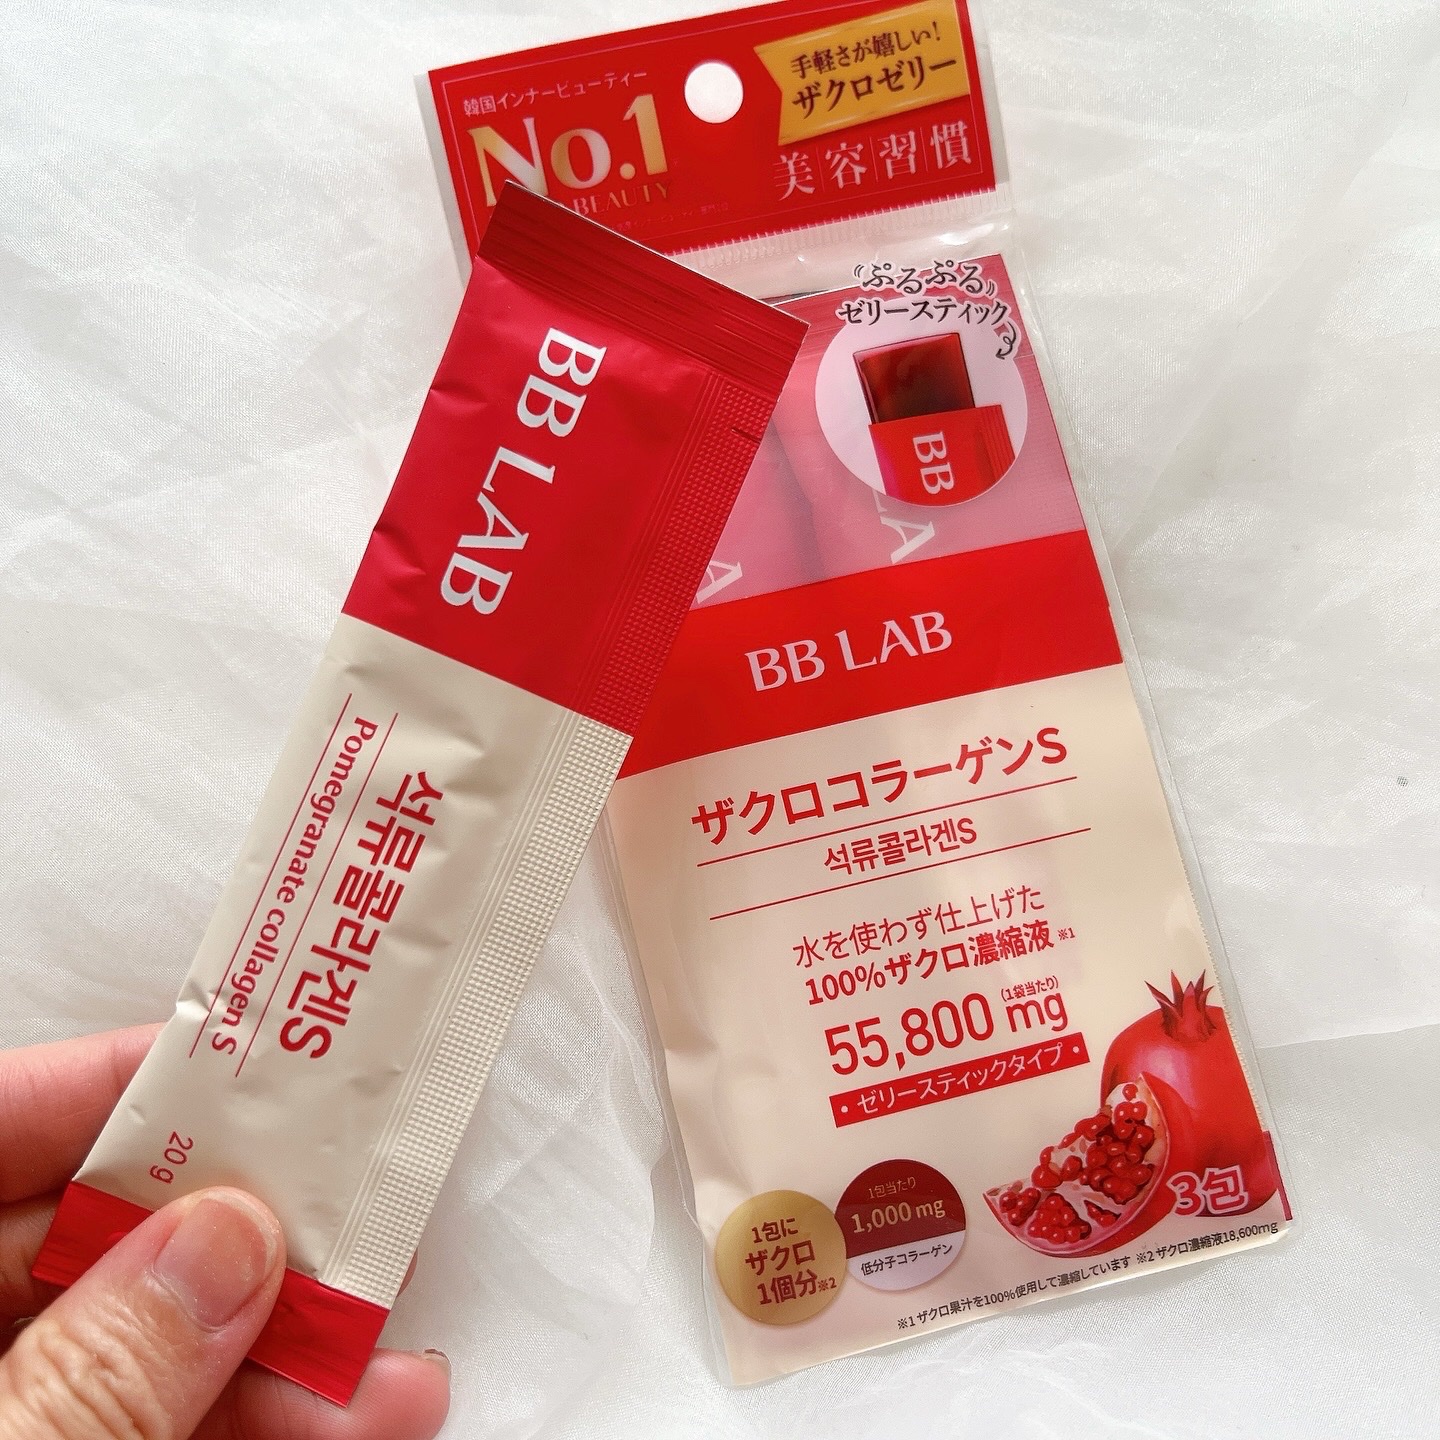 韓国インナービューティー
No.1
BEAUTY
手軽さが嬉しい!
ザクロゼリー
美容習慣
ぷるぷる
ゼリースティック
BB
BB LAB
석류콜라겐S
Pomegranate collagen S
20g
BB LAB
ザクロコラーゲンS
석류콜라겐S
水を使わず仕上げた
100%ザクロ濃縮液※1
(1袋当たり)
55,800mg
・ゼリースティックタイプ・
1包に
ザクロ
1個分※2
1包当たり
1,000mg
低分子コラーゲン
3包
※1 ザクロ果汁を100%使用して濃縮しています ※2 ザクロ濃縮液18,600mg